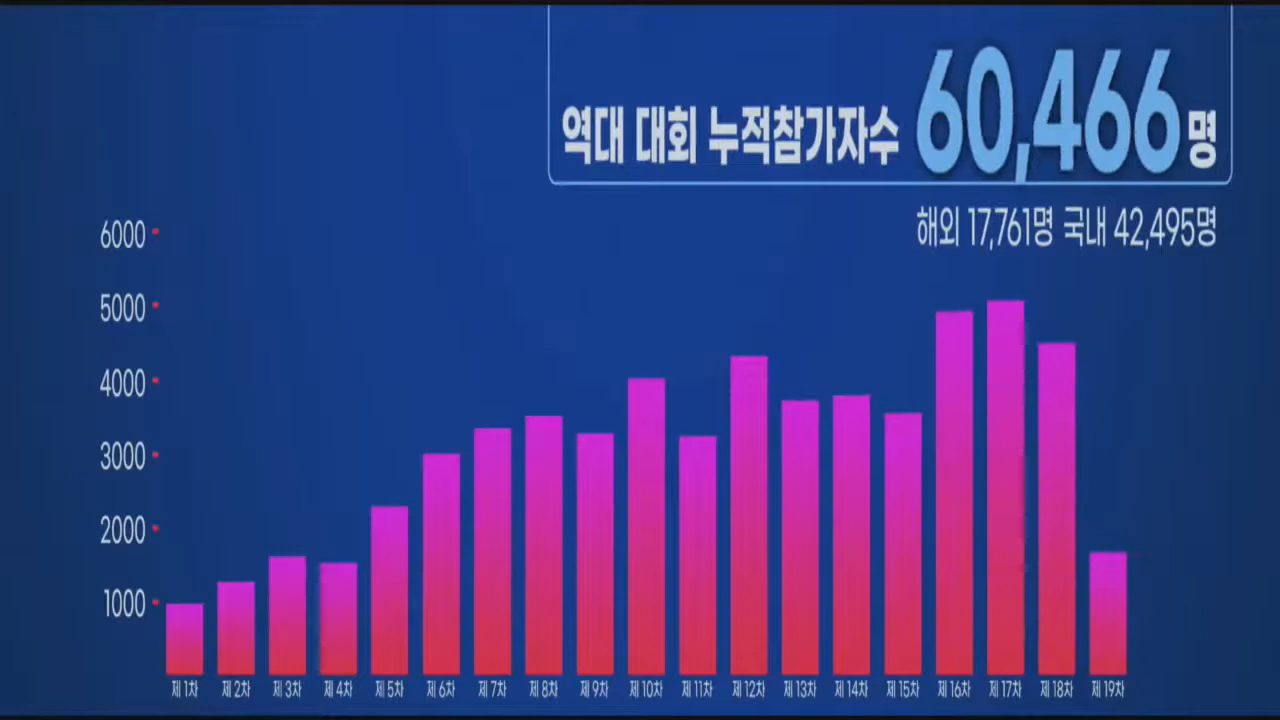 역대 대회 누적참가자수 60,466명
해외 17,761명 국내 42,495명
6000
5000
4000
3000
2000
1000
제 1차 제 2차 제 3차 제 4차 제 5차 제 6차 제 7차 제 8차 제 9차 제 10차 제 11차 제 12차 제 13차 제 14차 제 15차 제 16차 제 17차 제 18차 제 19차